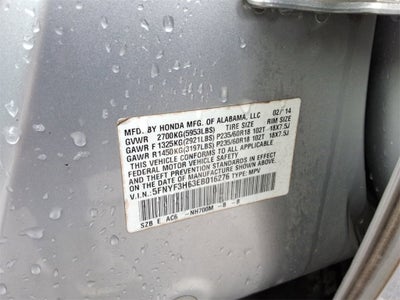 MFD. BY HONDA MFG. OF ALABAMA, LLC 02/14
GVWR 2700KG(5953LBS) TIRE SIZE RIM SIZE
GAWR F 1325KG(2921LBS) P235/60R18 102T 18X7.5J
GAWR R 1450KG(3197LBS) P235/60R18 102T 18X7.5J
THIS VEHICLE CONFORMS TO ALL APPLICABLE
FEDERAL MOTOR VEHICLE SAFETY, BUMPER, AND
THEFT PREVENTION STANDARDS IN EFFECT ON THE
DATE OF MANUFACTURE SHOWN ABOVE.
V.I.N.: 5FNYF3H63EB016276 TYPE: MPV
SZB E AC6 -NH700M - B - B